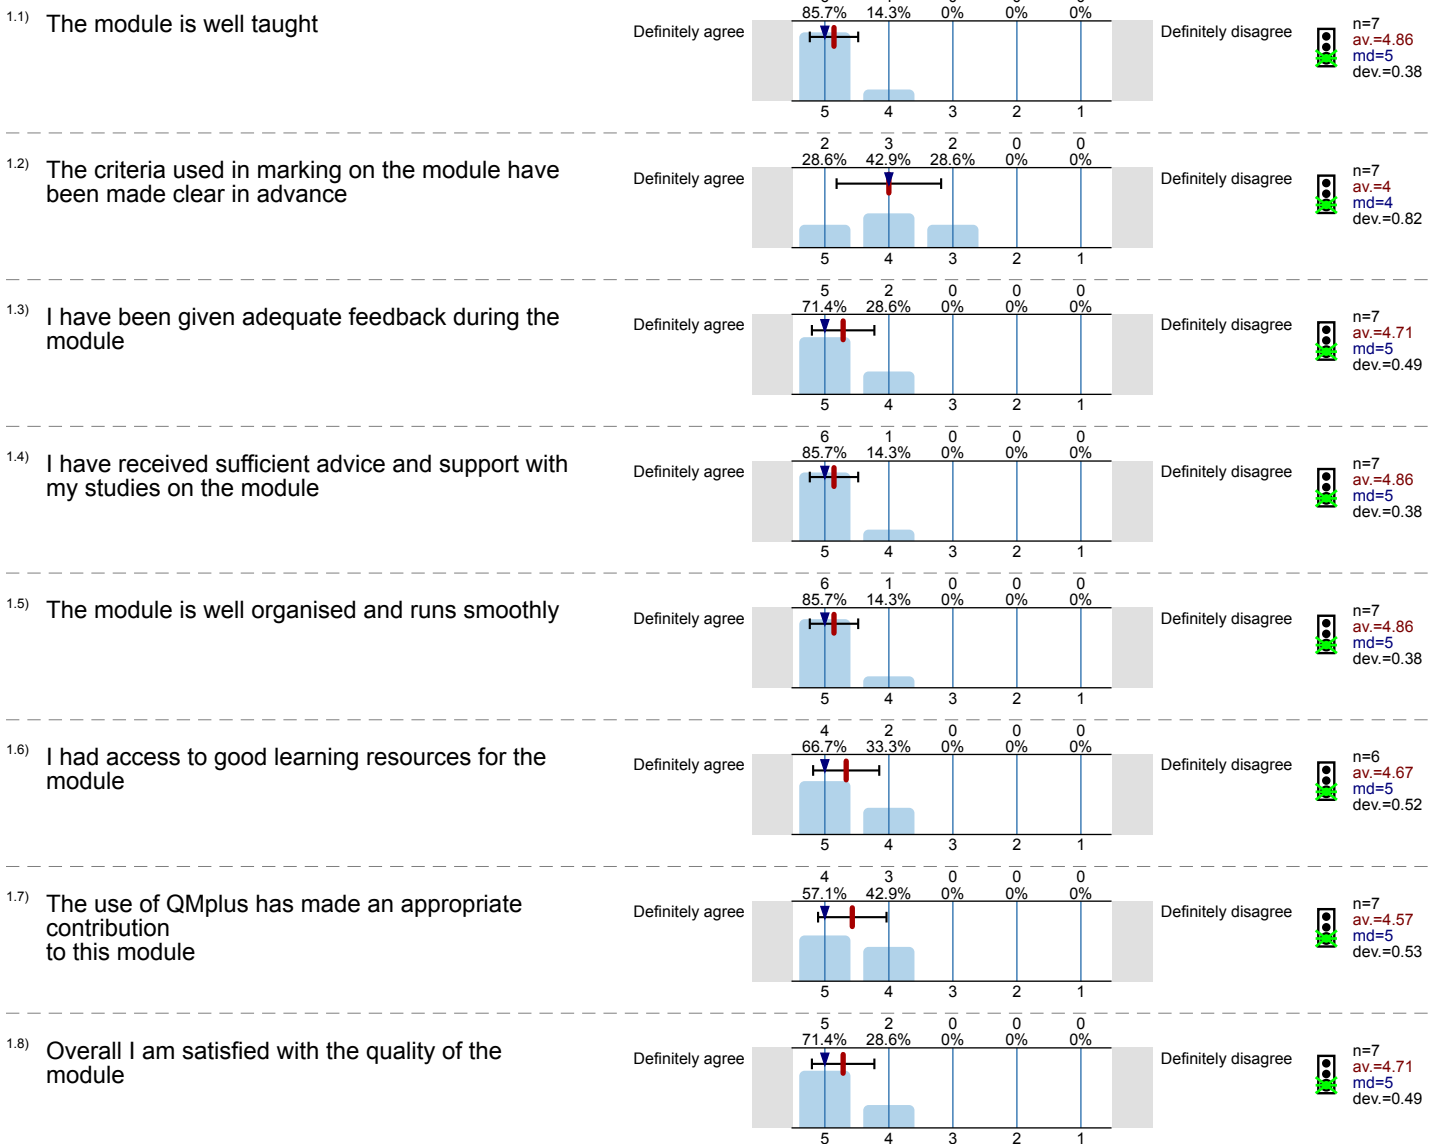 85.7% 14.3% 0% 0% 0%
1.1) The module is well taught Definitely agree Definitely disagree n=7
av.=4.86
md=5
dev.=0.38
5 4 3 2 1
2 3 2 0 0
28.6% 42.9% 28.6% 0% 0%
1.2) The criteria used in marking on the module have Definitely agree Definitely disagree n=7
been made clear in advance av.=4
md=4
dev.=0.82
5 4 3 2 1
5 2 0 0 0
71.4% 28.6% 0% 0% 0%
1.3) I have been given adequate feedback during the Definitely agree Definitely disagree n=7
module av.=4.71
md=5
dev.=0.49
5 4 3 2 1
6 1 0 0 0
85.7% 14.3% 0% 0% 0%
1.4) I have received sufficient advice and support with Definitely agree Definitely disagree n=7
my studies on the module av.=4.86
md=5
dev.=0.38
5 4 3 2 1
6 1 0 0 0
85.7% 14.3% 0% 0% 0%
1.5) The module is well organised and runs smoothly Definitely agree Definitely disagree n=7
av.=4.86
md=5
dev.=0.38
5 4 3 2 1
4 2 0 0 0
66.7% 33.3% 0% 0% 0%
1.6) I had access to good learning resources for the Definitely agree Definitely disagree n=6
module av.=4.67
md=5
dev.=0.52
5 4 3 2 1
4 3 0 0 0
57.1% 42.9% 0% 0% 0%
1.7) The use of QMplus has made an appropriate Definitely agree Definitely disagree n=7
contribution av.=4.57
to this module md=5
dev.=0.53
5 4 3 2 1
5 2 0 0 0
71.4% 28.6% 0% 0% 0%
1.8) Overall I am satisfied with the quality of the Definitely agree Definitely disagree n=7
module av.=4.71
md=5
dev.=0.49
5 4 3 2 1